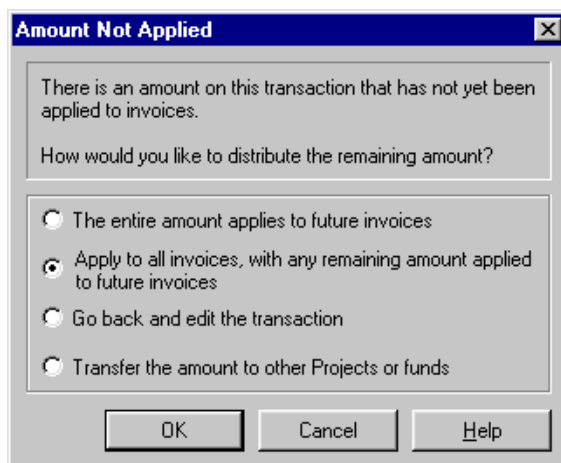 Amount Not Applied
There is an amount on this transaction that has not yet been
applied to invoices.
How would you like to distribute the remaining amount?
The entire amount applies to future invoices
Apply to all invoices, with any remaining amount applied
to future invoices
Go back and edit the transaction
Transfer the amount to other Projects or funds
OK
Cancel
Help